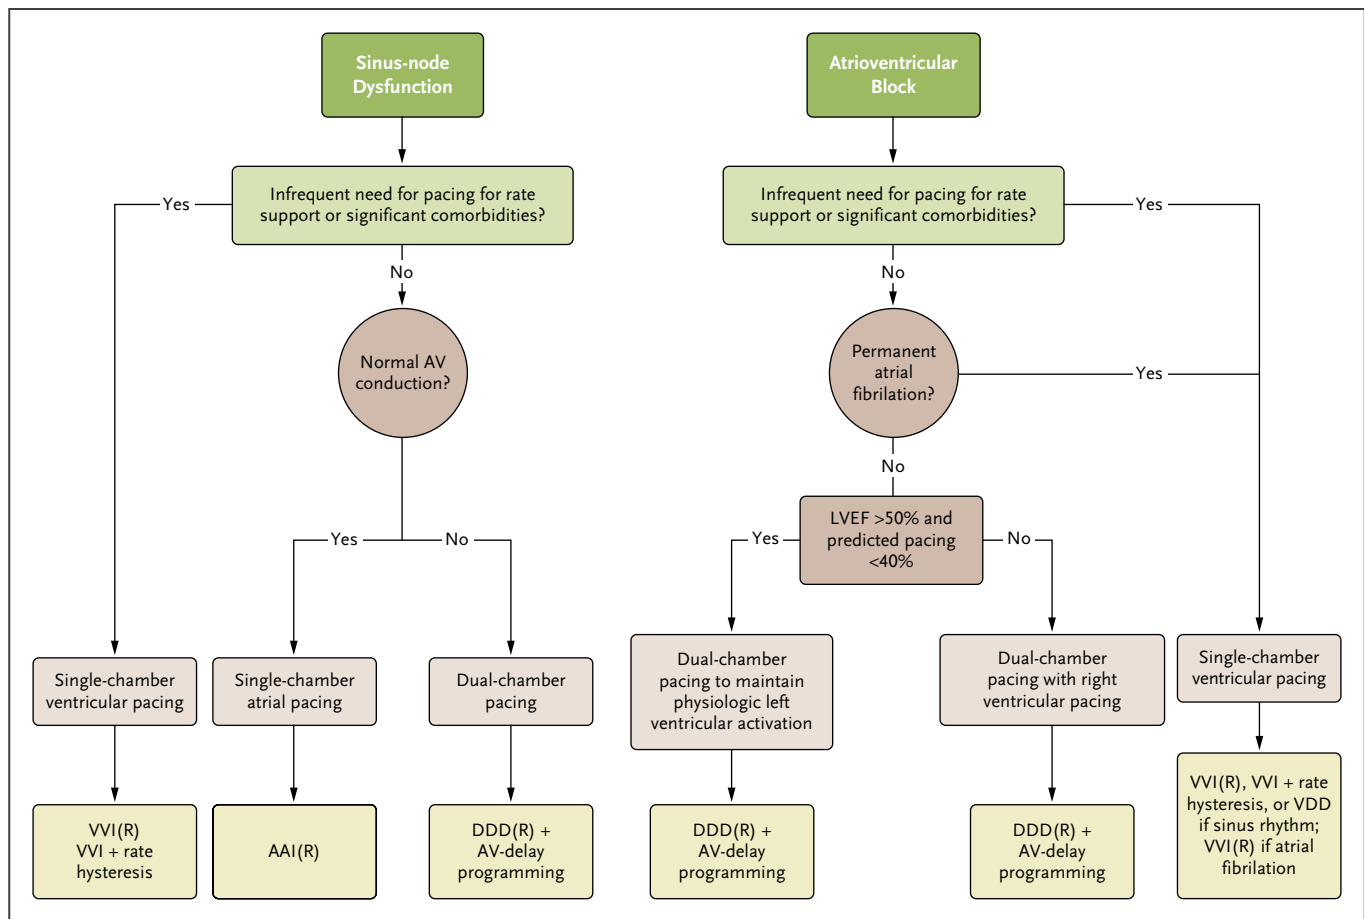 Sinus-node
Dysfunction
Atrioventricular
Block
Infrequent need for pacing for rate
support or significant comorbidities?
Yes
Infrequent need for pacing for rate
support or significant comorbidities?
Yes
No
No
Normal AV
conduction?
Permanent
atrial
fibrilation?
Yes
No
LVEF >50% and
predicted pacing
<40%
Yes
No
Yes
No
Single-chamber
ventricular pacing
Single-chamber
atrial pacing
Dual-chamber
pacing
Dual-chamber
pacing to maintain
physiologic left
ventricular activation
Dual-chamber
pacing with right
ventricular pacing
Single-chamber
ventricular pacing
VVI(R)
VVI + rate
hysteresis
AAI(R)
DDD(R) +
AV-delay
programming
DDD(R) +
AV-delay
programming
DDD(R) +
AV-delay
programming
VVI(R), VVI + rate
hysteresis, or VDD
if sinus rhythm;
VVI(R) if atrial
fibrilation